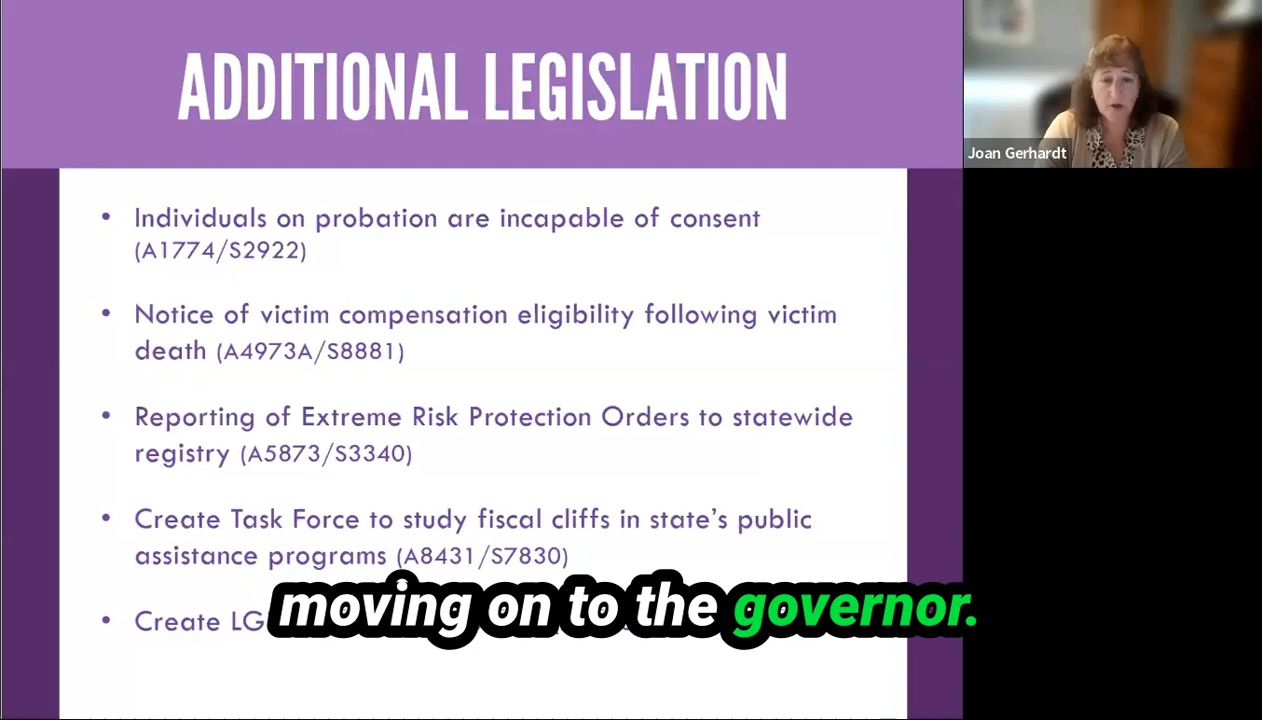 ADDITIONAL LEGISLATION
Joan Gerhardt
• Individuals on probation are incapable of consent
(A1774/S2922)
• Notice of victim compensation eligibility following victim
death (A4973A/S8881)
• Reporting of Extreme Risk Protection Orders to statewide
registry (A5873/S3340)
• Create Task Force to study fiscal cliffs in state's public
assistance programs (A8431/S7830)
• Create
moving on to the governor.